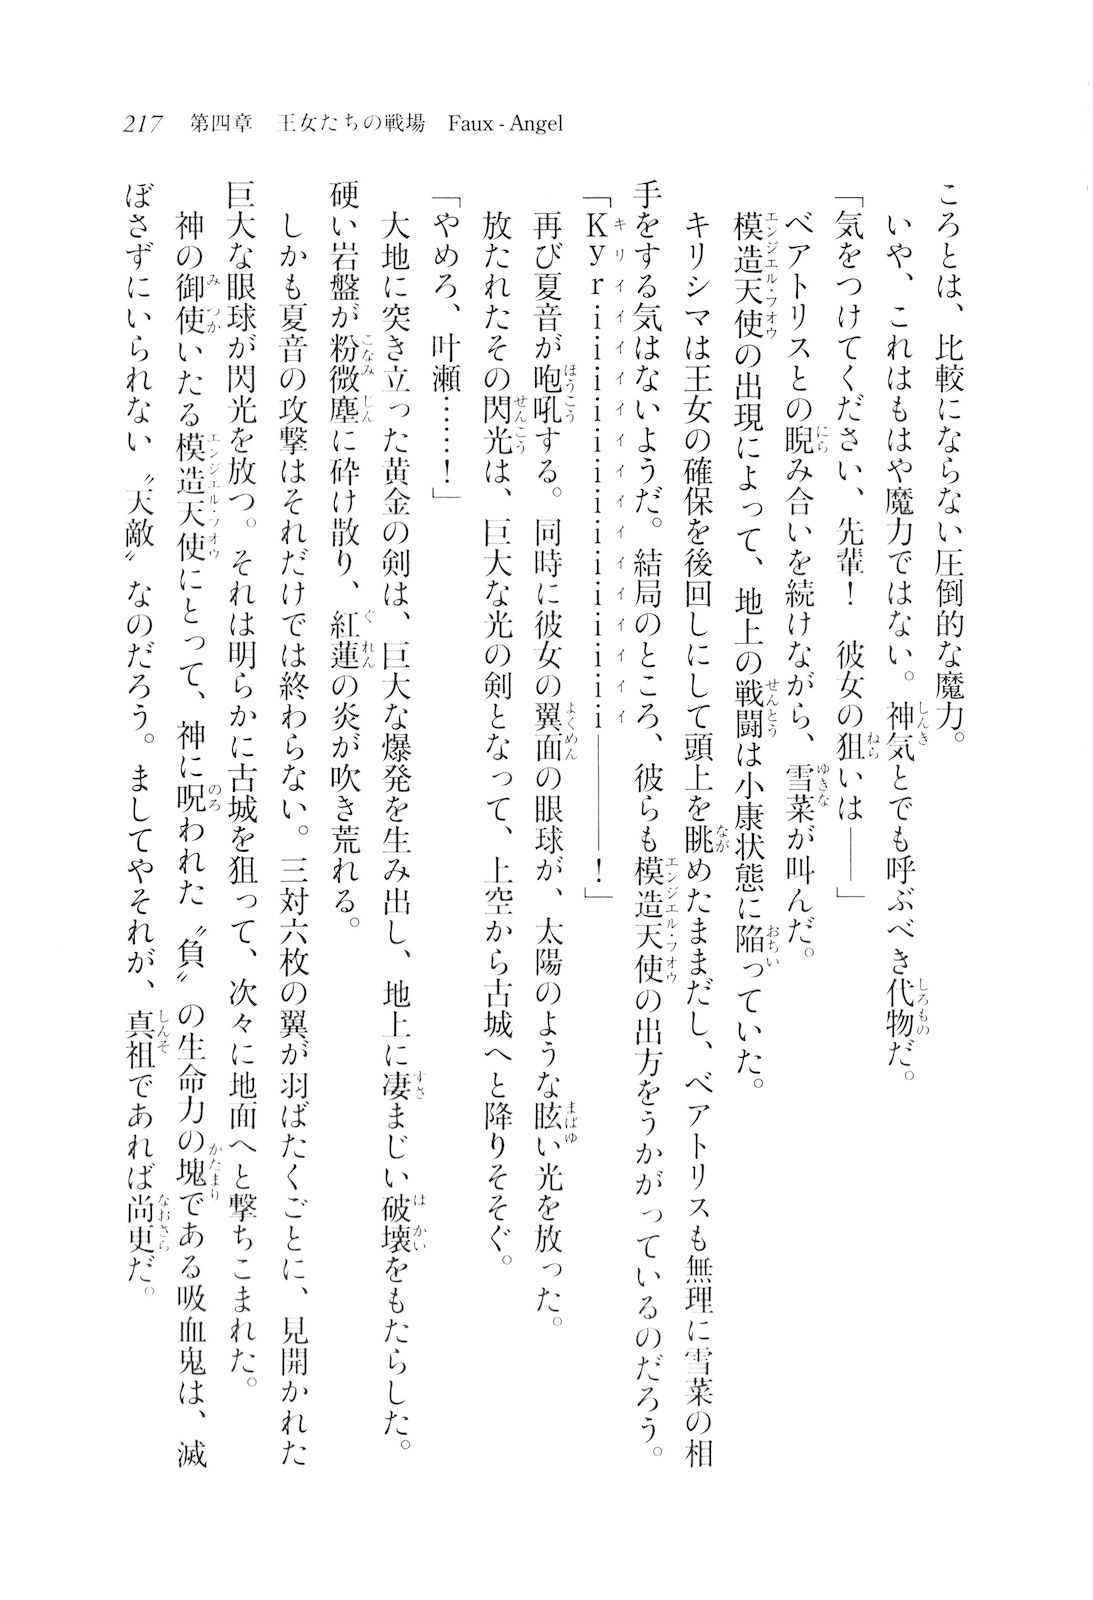 217　第四章　王女たちの戦場　Faux - Angel
ころとは、比較にならない圧倒的な魔力。
いや、これはもはや魔力ではない。神気とでも呼ぶべき代物だ。
「気をつけてください、先輩！　彼女の狙いは――」
ベアトリスとの睨み合いを続けながら、雪菜が叫んだ。
模造天使の出現によって、地上の戦闘は小康状態に陥っていた。
キリシマは王女の確保を後回しにして頭上を眺めたままだし、ベアトリスも無理に雪菜の相
手をする気はないようだ。結局のところ、彼らも模造天使の出方をうかがっているのだろう。
「Kyriiiiiiiiiiiiii――――！」
再び夏音が咆吼する。同時に彼女の翼面の眼球が、太陽のような眩い光を放った。
放たれたその閃光は、巨大な光の剣となって、上空から古城へと降りそそぐ。
「やめろ、叶瀬……！」
大地に突き立った黄金の剣は、巨大な爆発を生み出し、地上に凄まじい破壊をもたらした。
硬い岩盤が粉微塵に砕け散り、紅蓮の炎が吹き荒れる。
しかも夏音の攻撃はそれだけでは終わらない。三対六枚の翼が羽ばたくごとに、見開かれた
巨大な眼球が閃光を放つ。それは明らかに古城を狙って、次々に地面へと撃ちこまれた。
神の御使いたる模造天使にとって、神に呪われた〝負〟の生命力の塊である吸血鬼は、滅
ぼさずにいられない〝天敵〟なのだろう。ましてやそれが、真祖であれば尚更だ。